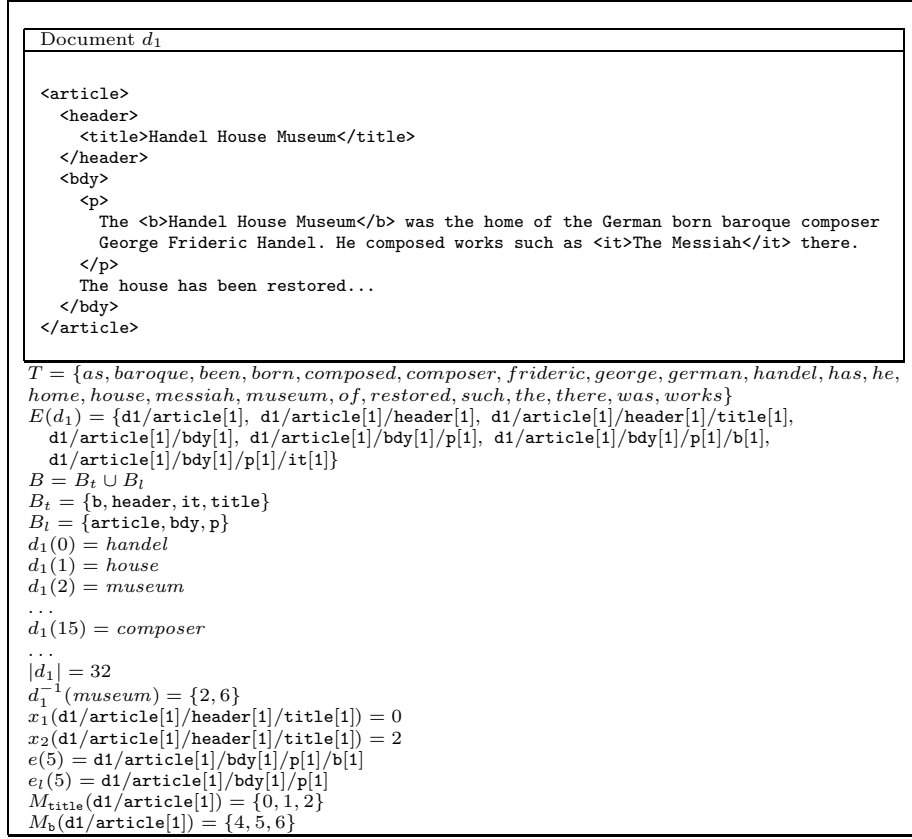 Document d₁
<article>
  <header>
    <title>Handel House Museum</title>
  </header>
  <bdy>
    <p>
      The <b>Handel House Museum</b> was the home of the German born baroque composer
      George Frideric Handel. He composed works such as <it>The Messiah</it> there.
    </p>
    The house has been restored...
  </bdy>
</article>
T = {as, baroque, been, born, composed, composer, frideric, george, german, handel, has, he,
home, house, messiah, museum, of, restored, such, the, there, was, works}
E(d₁) = {d1/article[1], d1/article[1]/header[1], d1/article[1]/header[1]/title[1],
d1/article[1]/bdy[1], d1/article[1]/bdy[1]/p[1], d1/article[1]/bdy[1]/p[1]/b[1],
d1/article[1]/bdy[1]/p[1]/it[1]}
B = Bₜ ∪ Bₗ
Bₜ = {b, header, it, title}
Bₗ = {article, bdy, p}
d₁(0) = handel
d₁(1) = house
d₁(2) = museum
...
d₁(15) = composer
...
|d₁| = 32
d₁⁻¹(museum) = {2, 6}
x₁(d1/article[1]/header[1]/title[1]) = 0
x₂(d1/article[1]/header[1]/title[1]) = 2
e(5) = d1/article[1]/bdy[1]/p[1]/b[1]
eₗ(5) = d1/article[1]/bdy[1]/p[1]
M_title(d1/article[1]) = {0, 1, 2}
M_b(d1/article[1]) = {4, 5, 6}